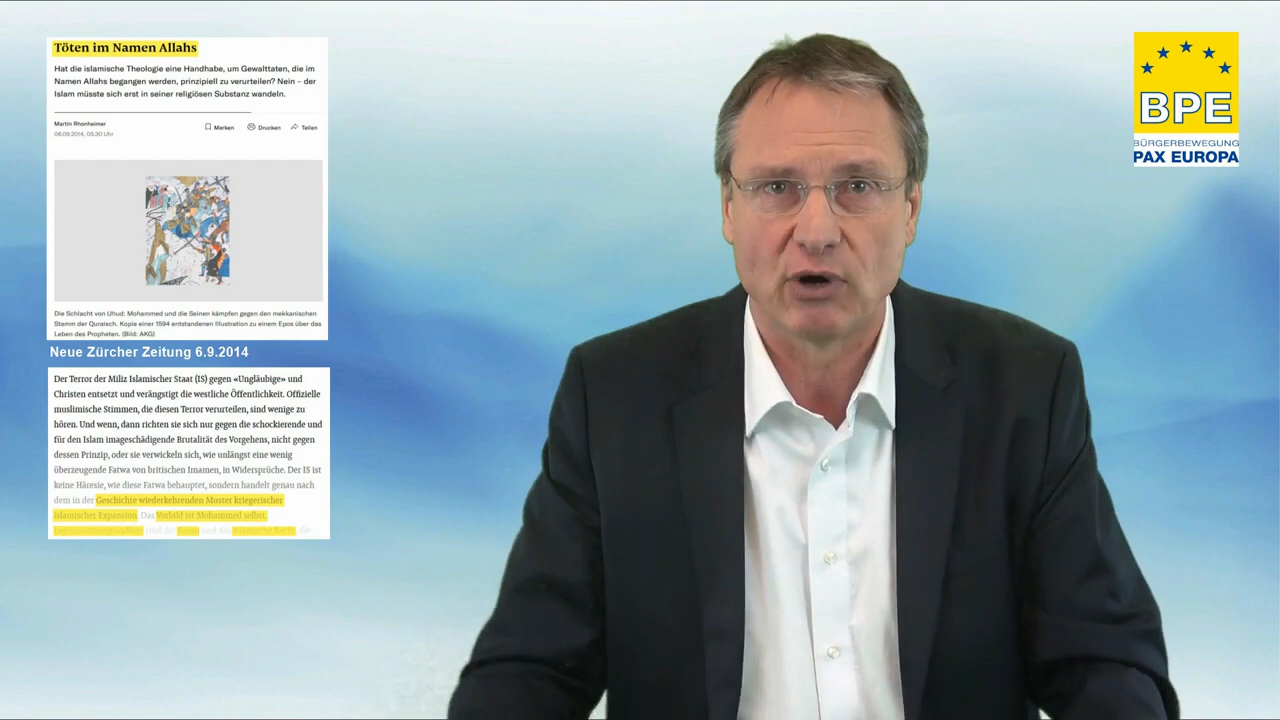 Töten im Namen Allahs
Hat die islamische Theologie eine Handhabe, um Gewalttaten, die im
Namen Allahs begangen werden, prinzipiell zu verurteilen? Nein – der
Islam müsste sich erst in seiner religiösen Substanz wandeln.
Martin Rhonheimer
06.09.2014, 05.30 Uhr
Merken Drucken Teilen
Die Schlacht von Uhud: Mohammed und die Seinen kämpfen gegen den mekkanischen
Stamm der Quraisch. Kopie einer 1594 entstandenen Illustration zu einem Epos über das
Leben des Propheten. (Bild: AKG)
Neue Zürcher Zeitung 6.9.2014
Der Terror der Miliz Islamischer Staat (IS) gegen «Ungläubige» und
Christen entsetzt und verängstigt die westliche Öffentlichkeit. Offizielle
muslimische Stimmen, die diesen Terror verurteilen, sind wenige zu
hören. Und wenn, dann richten sie sich nur gegen die schockierende und
für den Islam imageschädigende Brutalität des Vorgehens, nicht gegen
dessen Prinzip, oder sie verwickeln sich, wie unlängst eine wenig
überzeugende Fatwa von britischen Imamen, in Widersprüche. Der IS ist
keine Häresie, wie diese Fatwa behauptet, sondern handelt genau nach
dem in der Geschichte wiederkehrenden Muster kriegerischer
islamischer Expansion. Das Vorbild ist Mohammed selbst,
Legitimationsgrundlage sind der Koran und das islamische Recht, die
BPE
BÜRGERBEWEGUNG
PAX EUROPA